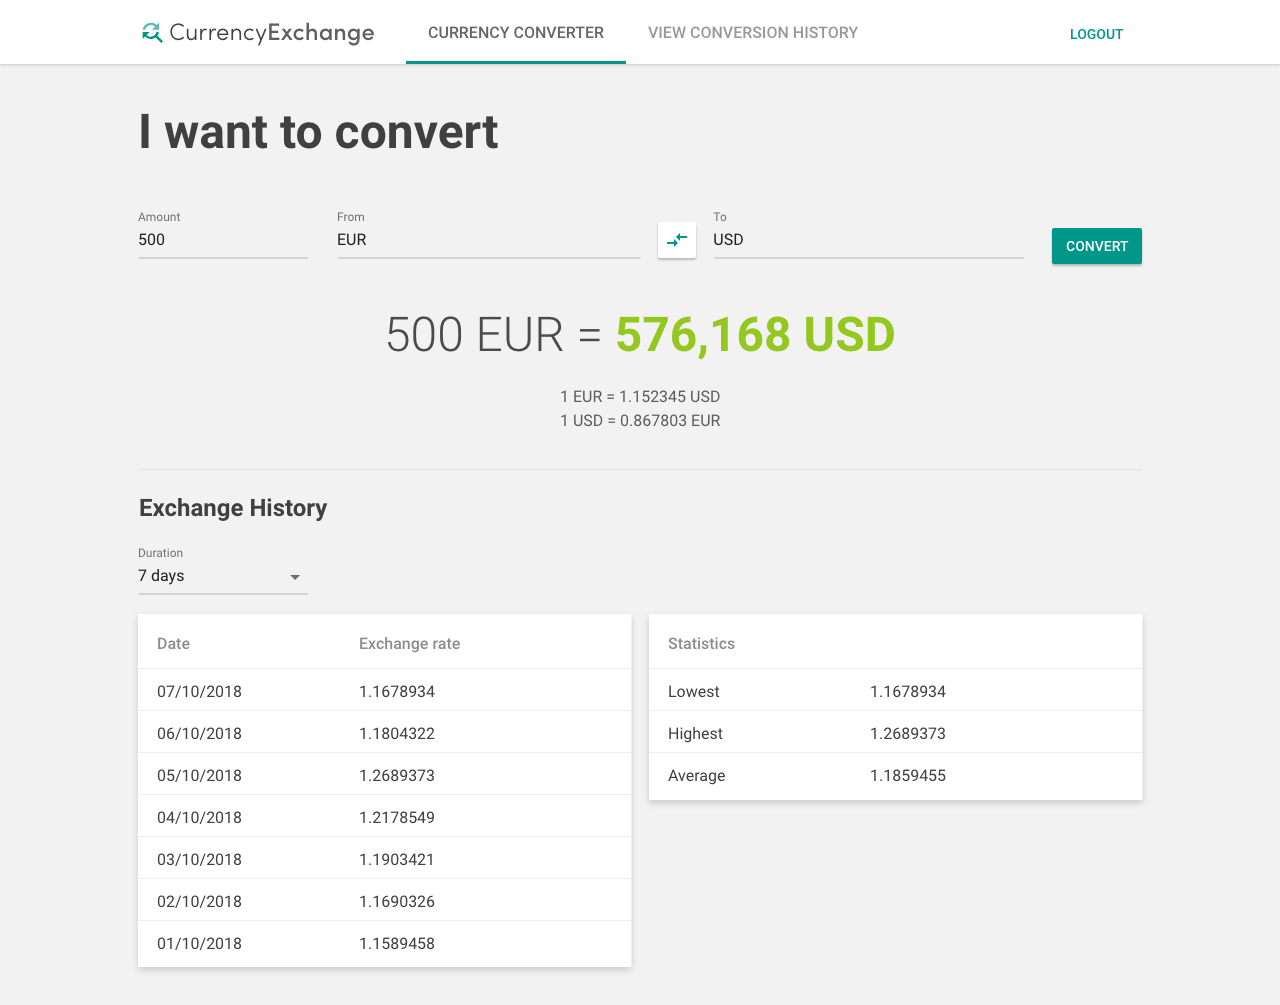 CurrencyExchange CURRENCY CONVERTER VIEW CONVERSION HISTORY LOGOUT
I want to convert
Amount From To
500 EUR USD CONVERT
500 EUR = 576,168 USD
1 EUR = 1.152345 USD
1 USD = 0.867803 EUR
Exchange History
Duration
7 days
Date Exchange rate
07/10/2018 1.1678934
06/10/2018 1.1804322
05/10/2018 1.2689373
04/10/2018 1.2178549
03/10/2018 1.1903421
02/10/2018 1.1690326
01/10/2018 1.1589458
Statistics
Lowest 1.1678934
Highest 1.2689373
Average 1.1859455